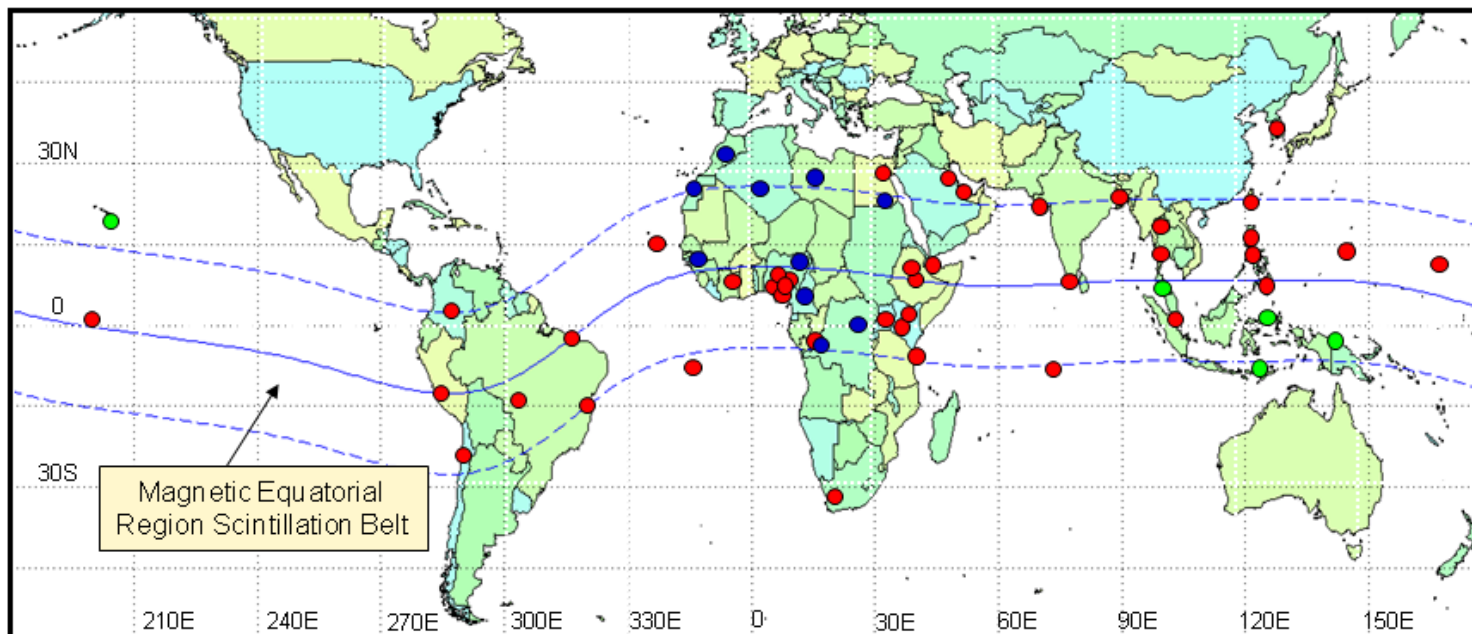 30N
0
30S
Magnetic Equatorial
Region Scintillation Belt
210E 240E 270E 300E 330E 0 30E 60E 90E 120E 150E